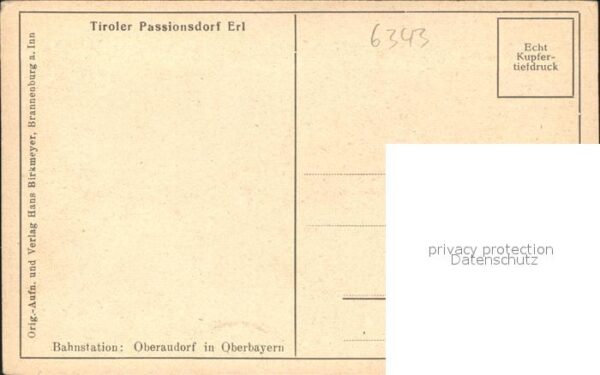 Tiroler Passionsdorf Erl
6343
Echt
Kupfer-
tiefdruck
Orig.-Aufn. und Verlag Hans Birkmeyer, Brannenburg a. Inn
privacy protection
Datenschutz
Bahnstation: Oberaudorf in Oberbayern